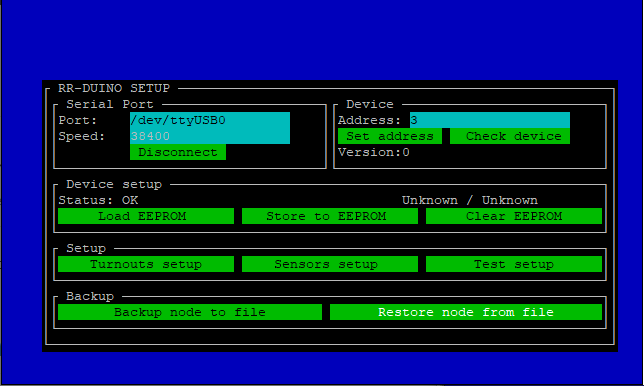 RR-DUINO SETUP
Serial Port
Port: /dev/ttyUSB0
Speed: 38400
Disconnect
Device
Address: 3
Set address Check device
Version:0
Device setup
Status: OK Unknown / Unknown
Load EEPROM Store to EEPROM Clear EEPROM
Setup
Turnouts setup Sensors setup Test setup
Backup
Backup node to file Restore node from file